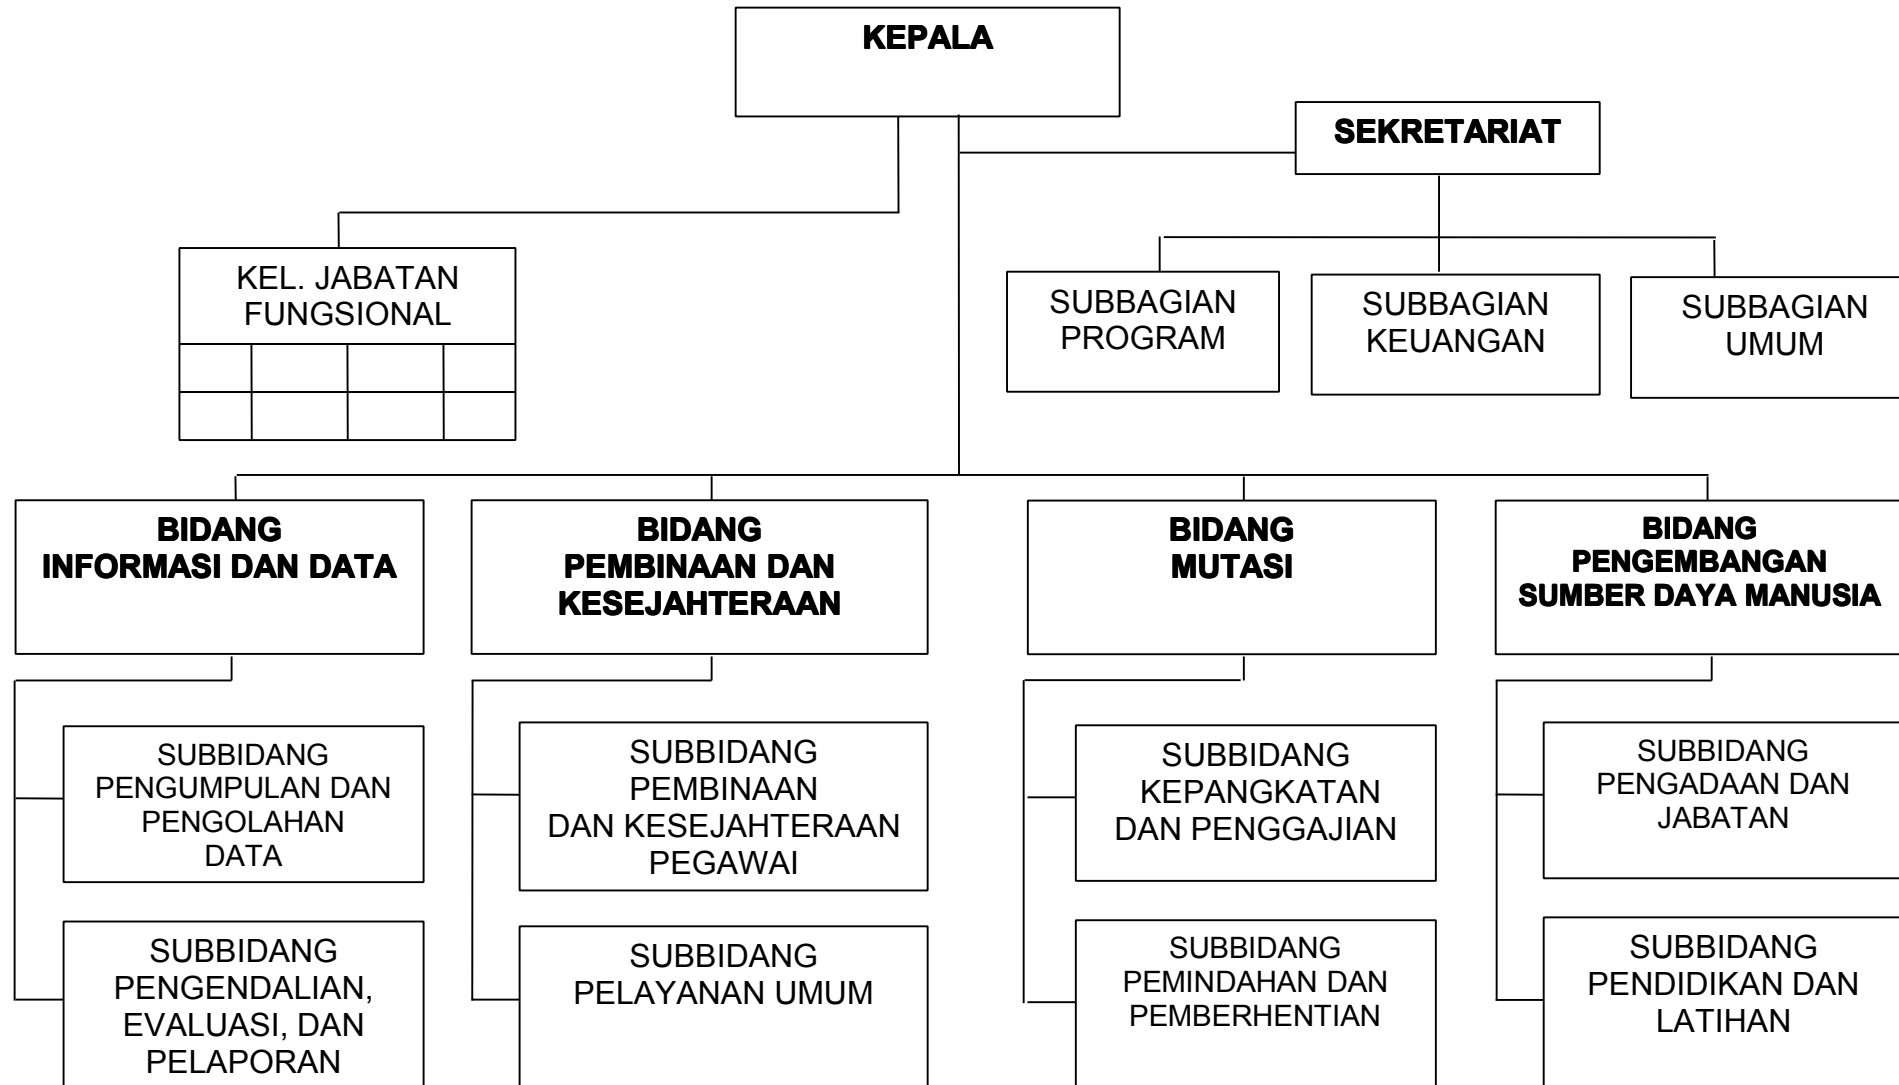 KEPALA
SEKRETARIAT
KEL. JABATAN
FUNGSIONAL
SUBBAGIAN
PROGRAM
SUBBAGIAN
KEUANGAN
SUBBAGIAN
UMUM
BIDANG
INFORMASI DAN DATA
BIDANG
PEMBINAAN DAN
KESEJAHTERAAN
BIDANG
MUTASI
BIDANG
PENGEMBANGAN
SUMBER DAYA MANUSIA
SUBBIDANG
PENGUMPULAN DAN
PENGOLAHAN
DATA
SUBBIDANG
PEMBINAAN
DAN KESEJAHTERAAN
PEGAWAI
SUBBIDANG
KEPANGKATAN
DAN PENGGAJIAN
SUBBIDANG
PENGADAAN DAN
JABATAN
SUBBIDANG
PENGENDALIAN,
EVALUASI, DAN
PELAPORAN
SUBBIDANG
PELAYANAN UMUM
SUBBIDANG
PEMINDAHAN DAN
PEMBERHENTIAN
SUBBIDANG
PENDIDIKAN DAN
LATIHAN